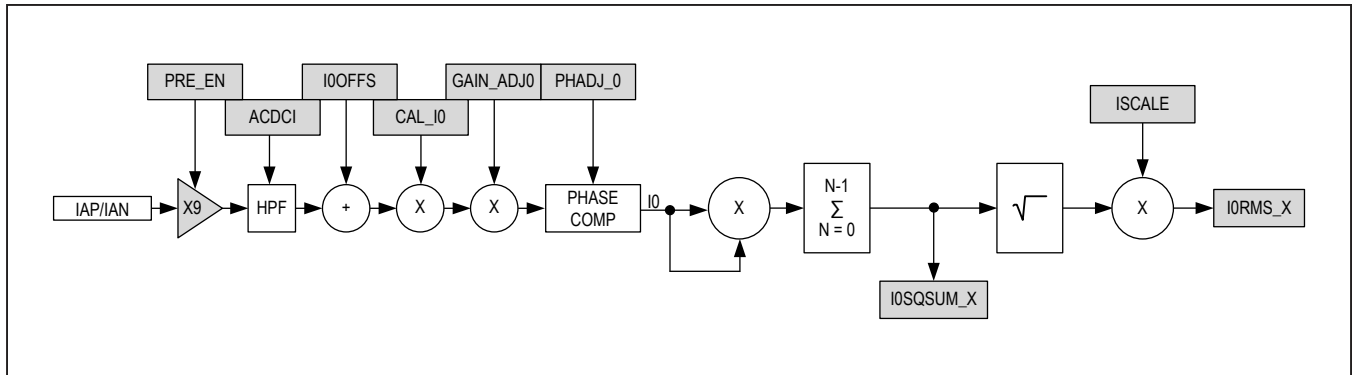 PRE_EN
I0OFFS
GAIN_ADJ0
PHADJ_0
ACDCI
CAL_I0
ISCALE
IAP/IAN
X9
HPF
+
X
X
PHASE
COMP
I0
X
N-1
Σ
N = 0
√
X
I0RMS_X
I0SQSUM_X